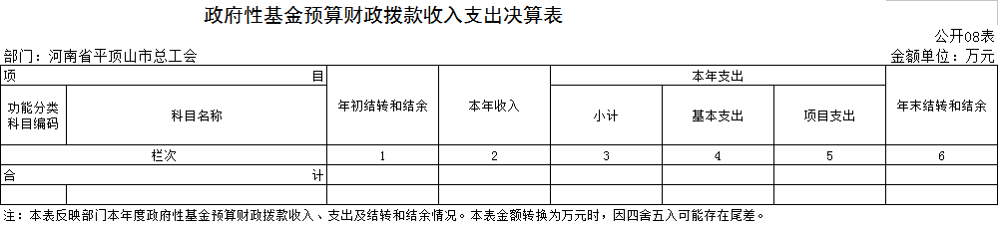 政府性基金预算财政拨款收入支出决算表
公开08表
部门：河南省平顶山市总工会 金额单位：万元
项 目 年初结转和结余 本年收入 本年支出 年末结转和结余
功能分类科目编码 科目名称 小计 基本支出 项目支出
栏次 1 2 3 4 5 6
合 计
注：本表反映部门本年度政府性基金预算财政拨款收入、支出及结转和结余情况。本表金额转换为万元时，因四舍五入可能存在尾差。